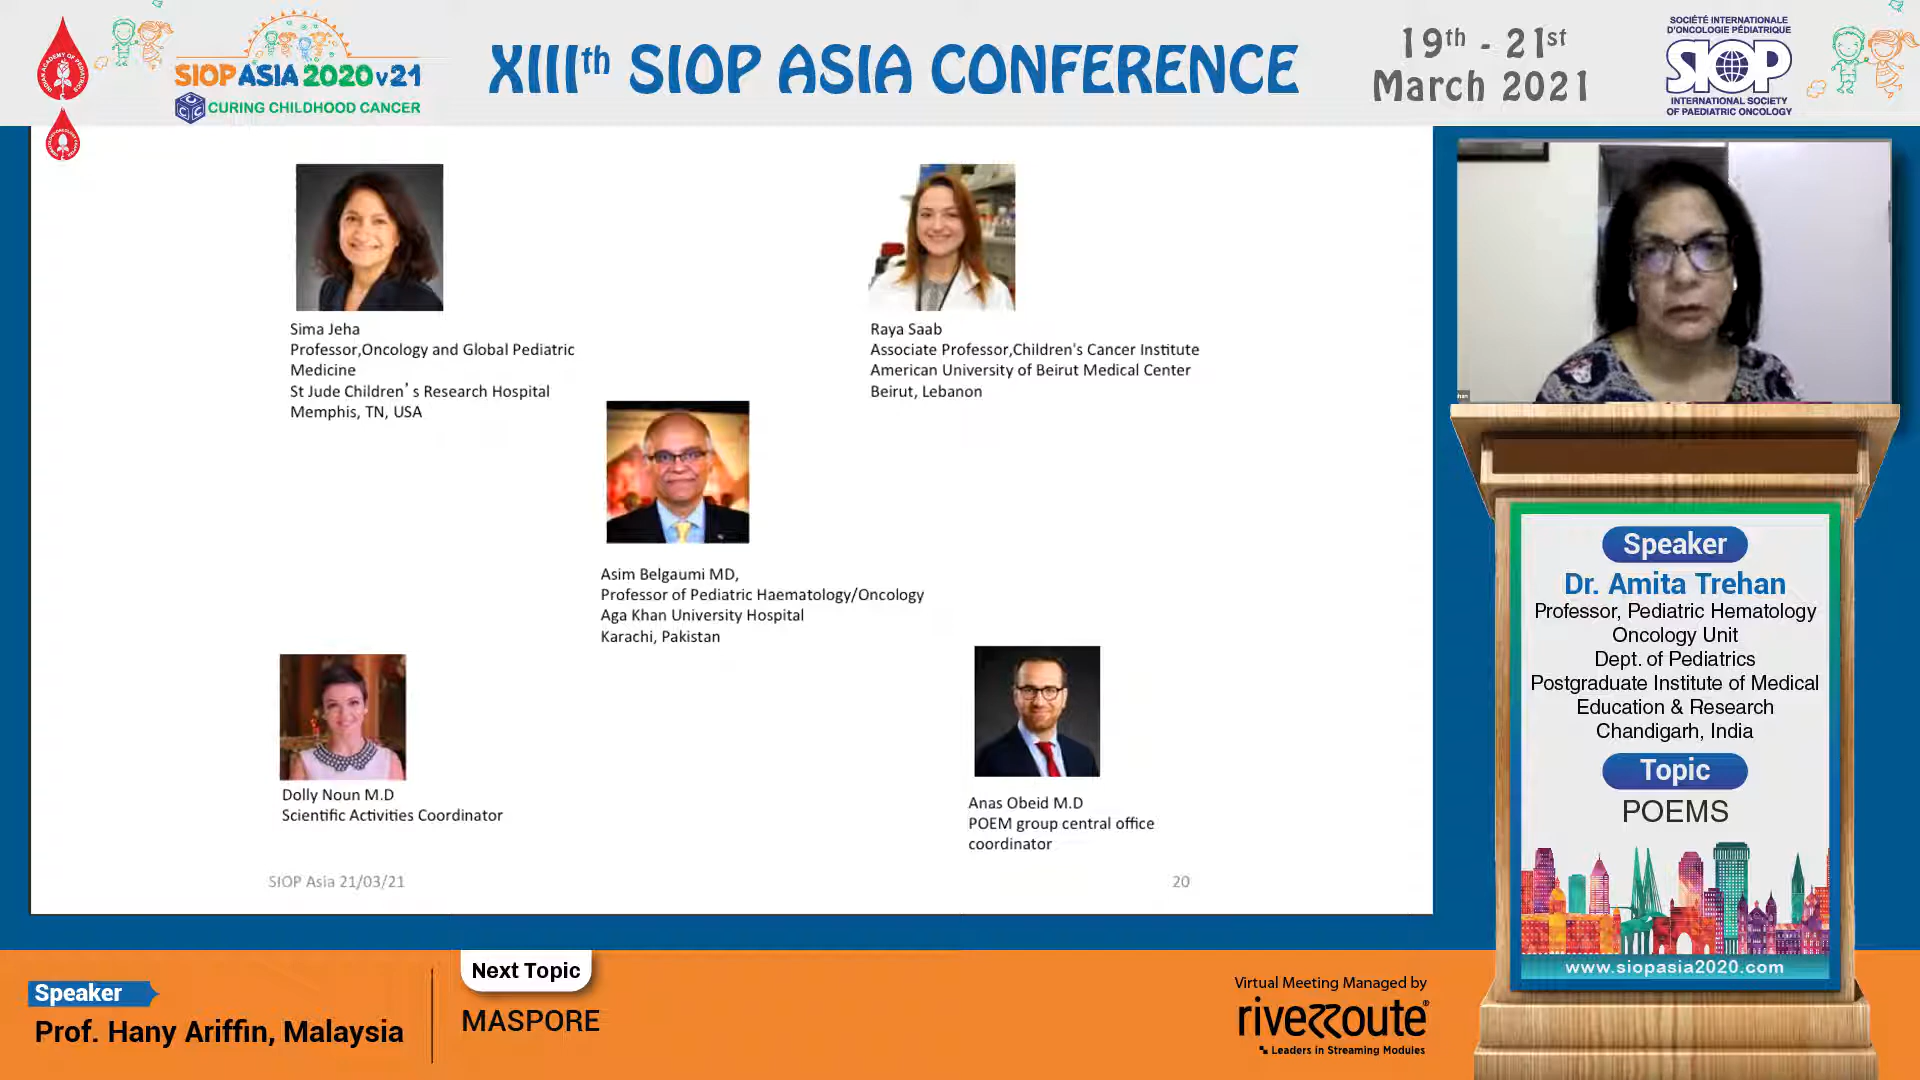 SIOP ASIA 2020 v21
CURING CHILDHOOD CANCER
XIIIth SIOP ASIA CONFERENCE
19th - 21st
March 2021
SOCIÉTÉ INTERNATIONALE
D'ONCOLOGIE PÉDIATRIQUE
SIOP
INTERNATIONAL SOCIETY
OF PAEDIATRIC ONCOLOGY
Sima Jeha
Professor,Oncology and Global Pediatric
Medicine
St Jude Children’s Research Hospital
Memphis, TN, USA
Raya Saab
Associate Professor,Children's Cancer Institute
American University of Beirut Medical Center
Beirut, Lebanon
Asim Belgaumi MD,
Professor of Pediatric Haematology/Oncology
Aga Khan University Hospital
Karachi, Pakistan
Dolly Noun M.D
Scientific Activities Coordinator
Anas Obeid M.D
POEM group central office
coordinator
SIOP Asia 21/03/21
20
Speaker
Dr. Amita Trehan
Professor, Pediatric Hematology
Oncology Unit
Dept. of Pediatrics
Postgraduate Institute of Medical
Education & Research
Chandigarh, India
Topic
POEMS
www.siopasia2020.com
Speaker
Prof. Hany Ariffin, Malaysia
Next Topic
MASPORE
Virtual Meeting Managed by
riveRRoute®
Leaders in Streaming Modules